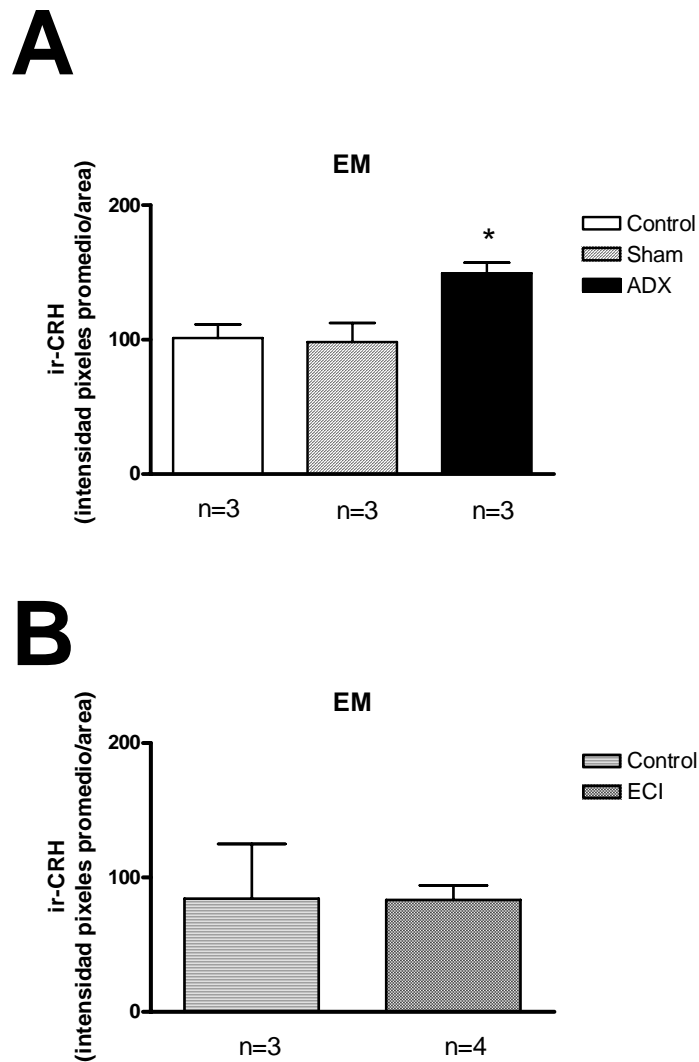 A
EM
ir-CRH
(intensidad pixeles promedio/area)
200
100
0
*
Control
Sham
ADX
n=3
n=3
n=3
B
EM
ir-CRH
(intensidad pixeles promedio/area)
200
100
0
Control
ECI
n=3
n=4